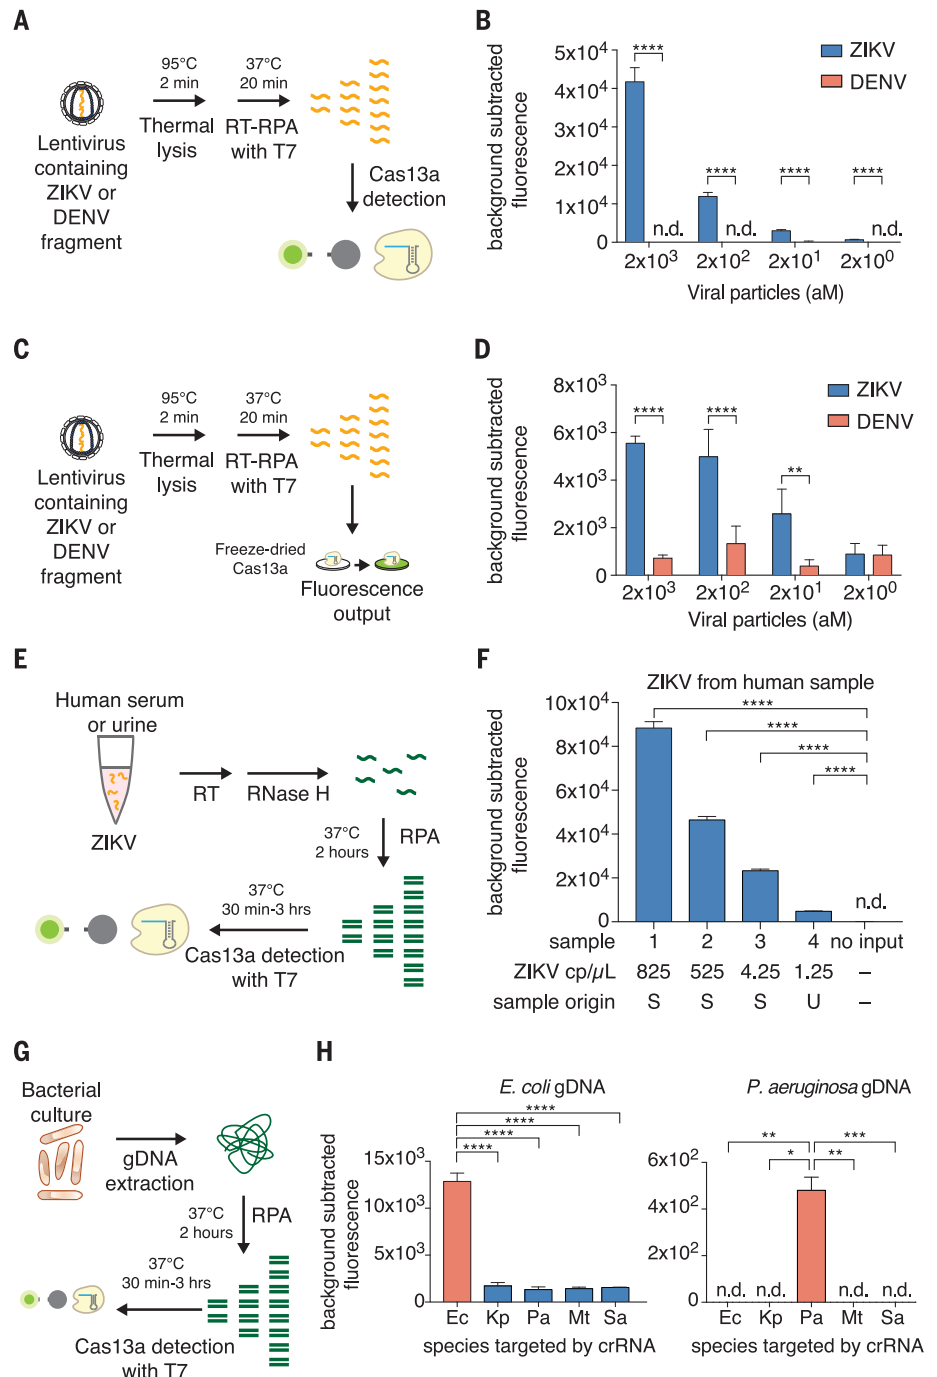 A
95°C
2 min
37°C
20 min
Thermal
lysis
RT-RPA
with T7
Lentivirus
containing
ZIKV or
DENV
fragment
Cas13a
detection
B
background subtracted
fluorescence
5x10⁴
4x10⁴
3x10⁴
2x10⁴
1x10⁴
0
ZIKV
DENV
****
****
****
****
n.d.
n.d.
n.d.
2x10³
2x10²
2x10¹
2x10⁰
Viral particles (aM)
C
95°C
2 min
37°C
20 min
Thermal
lysis
RT-RPA
with T7
Lentivirus
containing
ZIKV or
DENV
fragment
Freeze-dried
Cas13a
Fluorescence
output
D
background subtracted
fluorescence
8x10³
6x10³
4x10³
2x10³
0
ZIKV
DENV
****
****
**
2x10³
2x10²
2x10¹
2x10⁰
Viral particles (aM)
E
Human serum
or urine
ZIKV
RT
RNase H
37°C
2 hours
RPA
37°C
30 min-3 hrs
Cas13a detection
with T7
F
ZIKV from human sample
background subtracted
fluorescence
10x10⁴
8x10⁴
6x10⁴
4x10⁴
2x10⁴
0
****
****
****
****
n.d.
sample 1 2 3 4 no input
ZIKV cp/μL 825 525 4.25 1.25 –
sample origin S S S U –
G
Bacterial
culture
gDNA
extraction
37°C
2 hours
RPA
37°C
30 min-3 hrs
Cas13a detection
with T7
H
E. coli gDNA
background subtracted
fluorescence
15x10³
10x10³
5x10³
0
****
****
****
****
Ec Kp Pa Mt Sa
species targeted by crRNA
P. aeruginosa gDNA
6x10²
4x10²
2x10²
0
**
***
*
**
n.d. n.d. n.d. n.d.
Ec Kp Pa Mt Sa
species targeted by crRNA